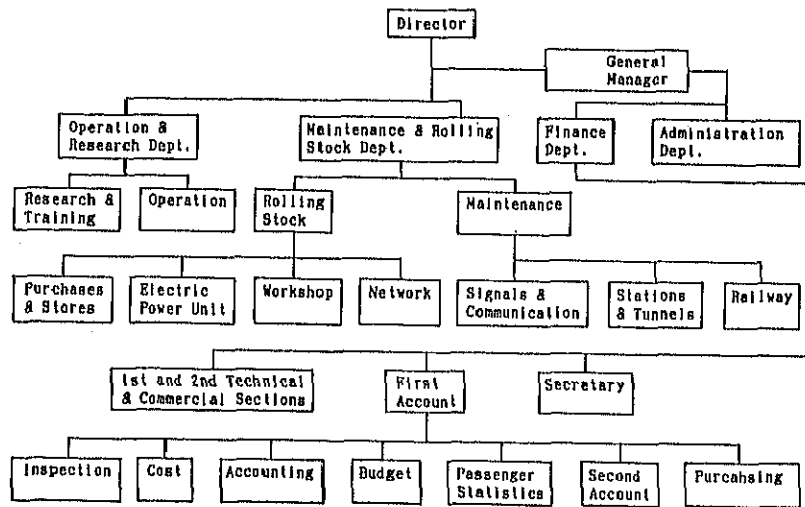 Director
General
Manager
Operation &
Research Dept.
Maintenance & Rolling
Stock Dept.
Finance
Dept.
Administration
Dept.
Research &
Training
Operation
Rolling
Stock
Maintenance
Purchases
& Stores
Electric
Power Unit
Workshop
Network
Signals &
Communication
Stations
& Tunnels
Railway
1st and 2nd Technical
& Commercial Sections
First
Account
Secretary
Inspection
Cost
Accounting
Budget
Passenger
Statistics
Second
Account
Purcahsing